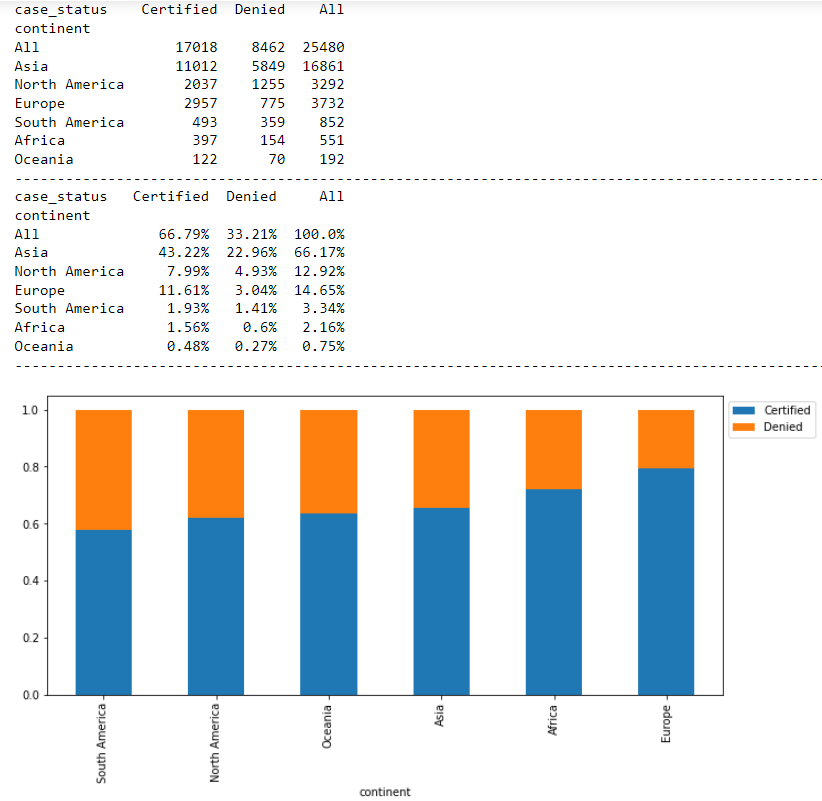 case_status Certified Denied All
continent
All 17018 8462 25480
Asia 11012 5849 16861
North America 2037 1255 3292
Europe 2957 775 3732
South America 493 359 852
Africa 397 154 551
Oceania 122 70 192
------------------------------------------------------------------------------------------------
case_status Certified Denied All
continent
All 66.79% 33.21% 100.0%
Asia 43.22% 22.96% 66.17%
North America 7.99% 4.93% 12.92%
Europe 11.61% 3.04% 14.65%
South America 1.93% 1.41% 3.34%
Africa 1.56% 0.6% 2.16%
Oceania 0.48% 0.27% 0.75%
------------------------------------------------------------------------------------------------
1.0
0.8
0.6
0.4
0.2
0.0
Certified
Denied
South America
North America
Oceania
Asia
Africa
Europe
continent